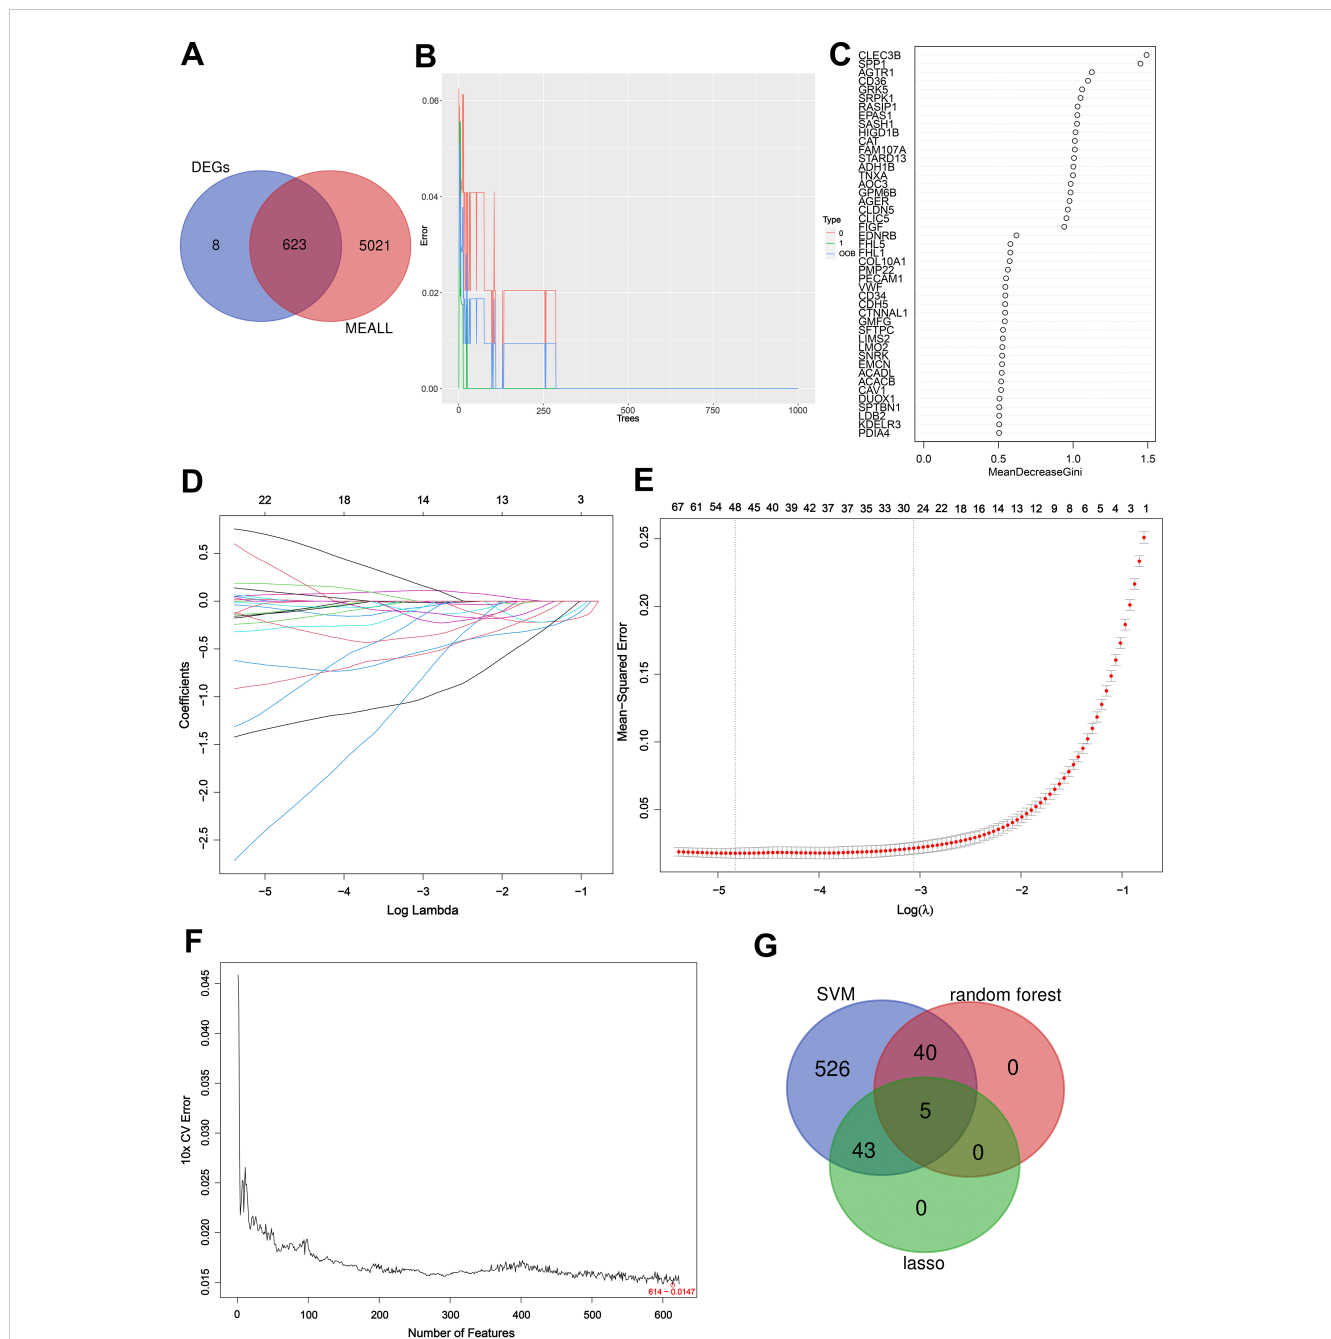 A
DEGs
8
623
5021
MEALL
B
0.06
0.04
0.02
0.00
Error
0
250
500
750
1000
Trees
Type
0
1
OOB
C
CLEC3B
SPP1
AGTR1
CD36
GRK5
SRPK1
RASIP1
EPAS1
SASH1
HIGD1B
CAT
FAM107A
STARD13
ADH1B
TNXA
AOC3
GPM6B
AGER
CLDN5
CLIC5
FIGF
EDNRB
FHL5
FHL1
COL10A1
PMP22
PECAM1
VWF
CD34
CDH5
CTNNAL1
GMFG
SFTPC
LIMS2
LMO2
SNRK
EMCN
ACADL
ACACB
CAV1
DUOX1
SPTBN1
LDB2
KDELR3
PDIA4
0.0 0.5 1.0 1.5
MeanDecreaseGini
D
22 18 14 13 3
0.5
0.0
−0.5
−1.0
−1.5
−2.0
−2.5
Coefficients
−5 −4 −3 −2 −1
Log Lambda
E
67 61 54 48 45 40 39 42 37 37 35 33 30 24 22 18 16 14 13 12 9 8 6 5 4 3 1
0.25
0.20
0.15
0.10
0.05
Mean−Squared Error
−5 −4 −3 −2 −1
Log(λ)
F
0.045
0.040
0.035
0.030
0.025
0.020
0.015
10x CV Error
614 − 0.0147
0 100 200 300 400 500 600
Number of Features
G
SVM
random forest
526
40
0
5
43
0
0
lasso